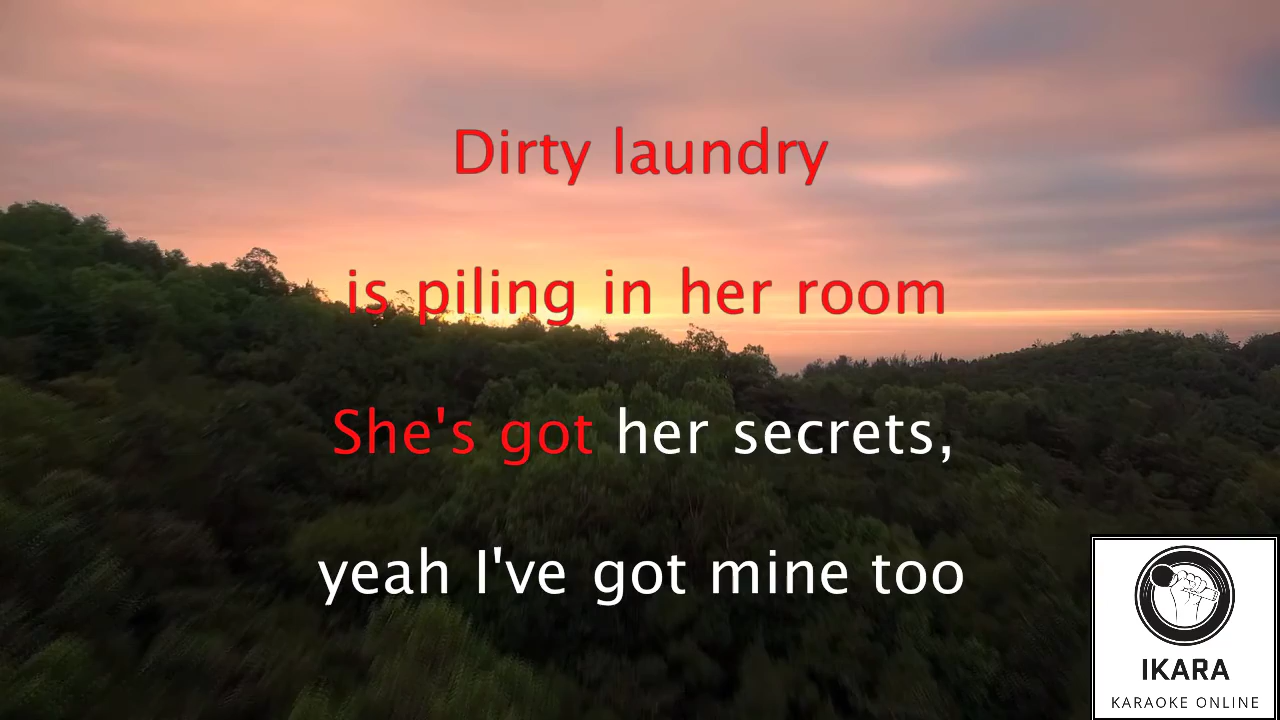 Dirty laundry
is piling in her room
She's got her secrets,
yeah I've got mine too
IKARA
KARAOKE ONLINE